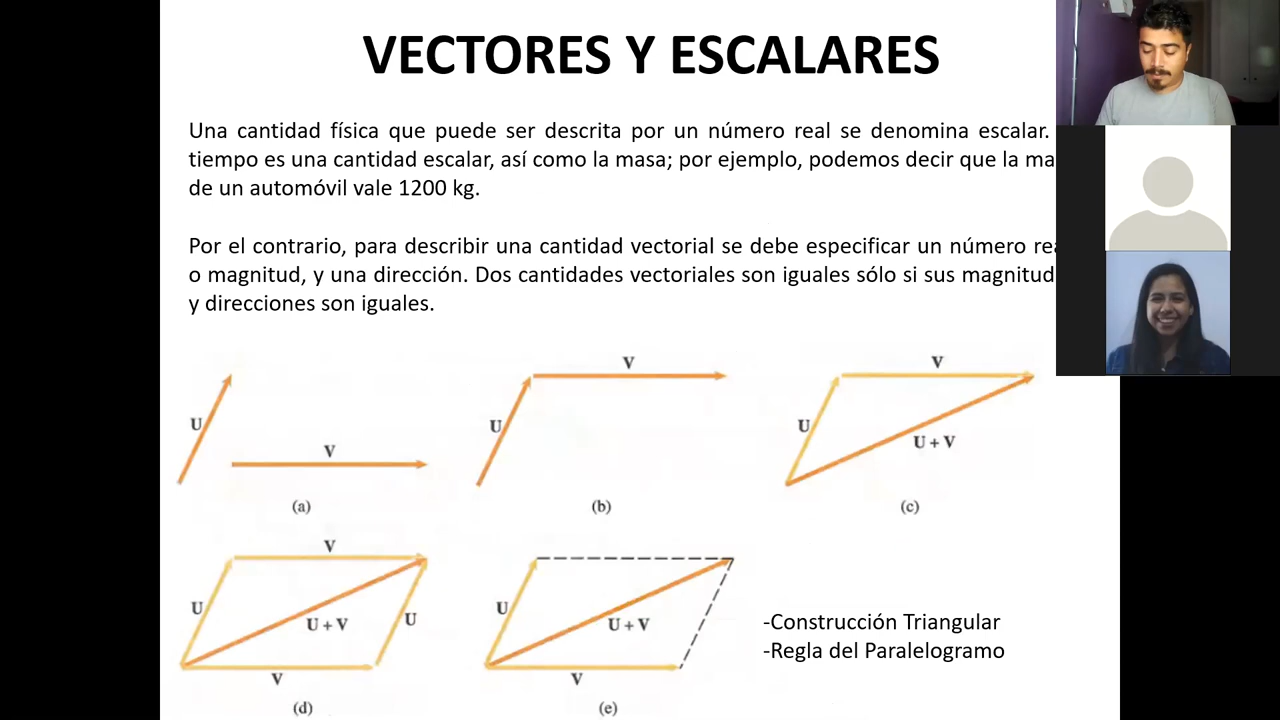 VECTORES Y ESCALARES
Una cantidad física que puede ser descrita por un número real se denomina escalar.
tiempo es una cantidad escalar, así como la masa; por ejemplo, podemos decir que la ma
de un automóvil vale 1200 kg.
Por el contrario, para describir una cantidad vectorial se debe especificar un número rea
o magnitud, y una dirección. Dos cantidades vectoriales son iguales sólo si sus magnitud
y direcciones son iguales.
U
V
(a)
U
V
(b)
V
U
U + V
(c)
V
U
U + V
U
V
(d)
U
U + V
V
(e)
-Construcción Triangular
-Regla del Paralelogramo